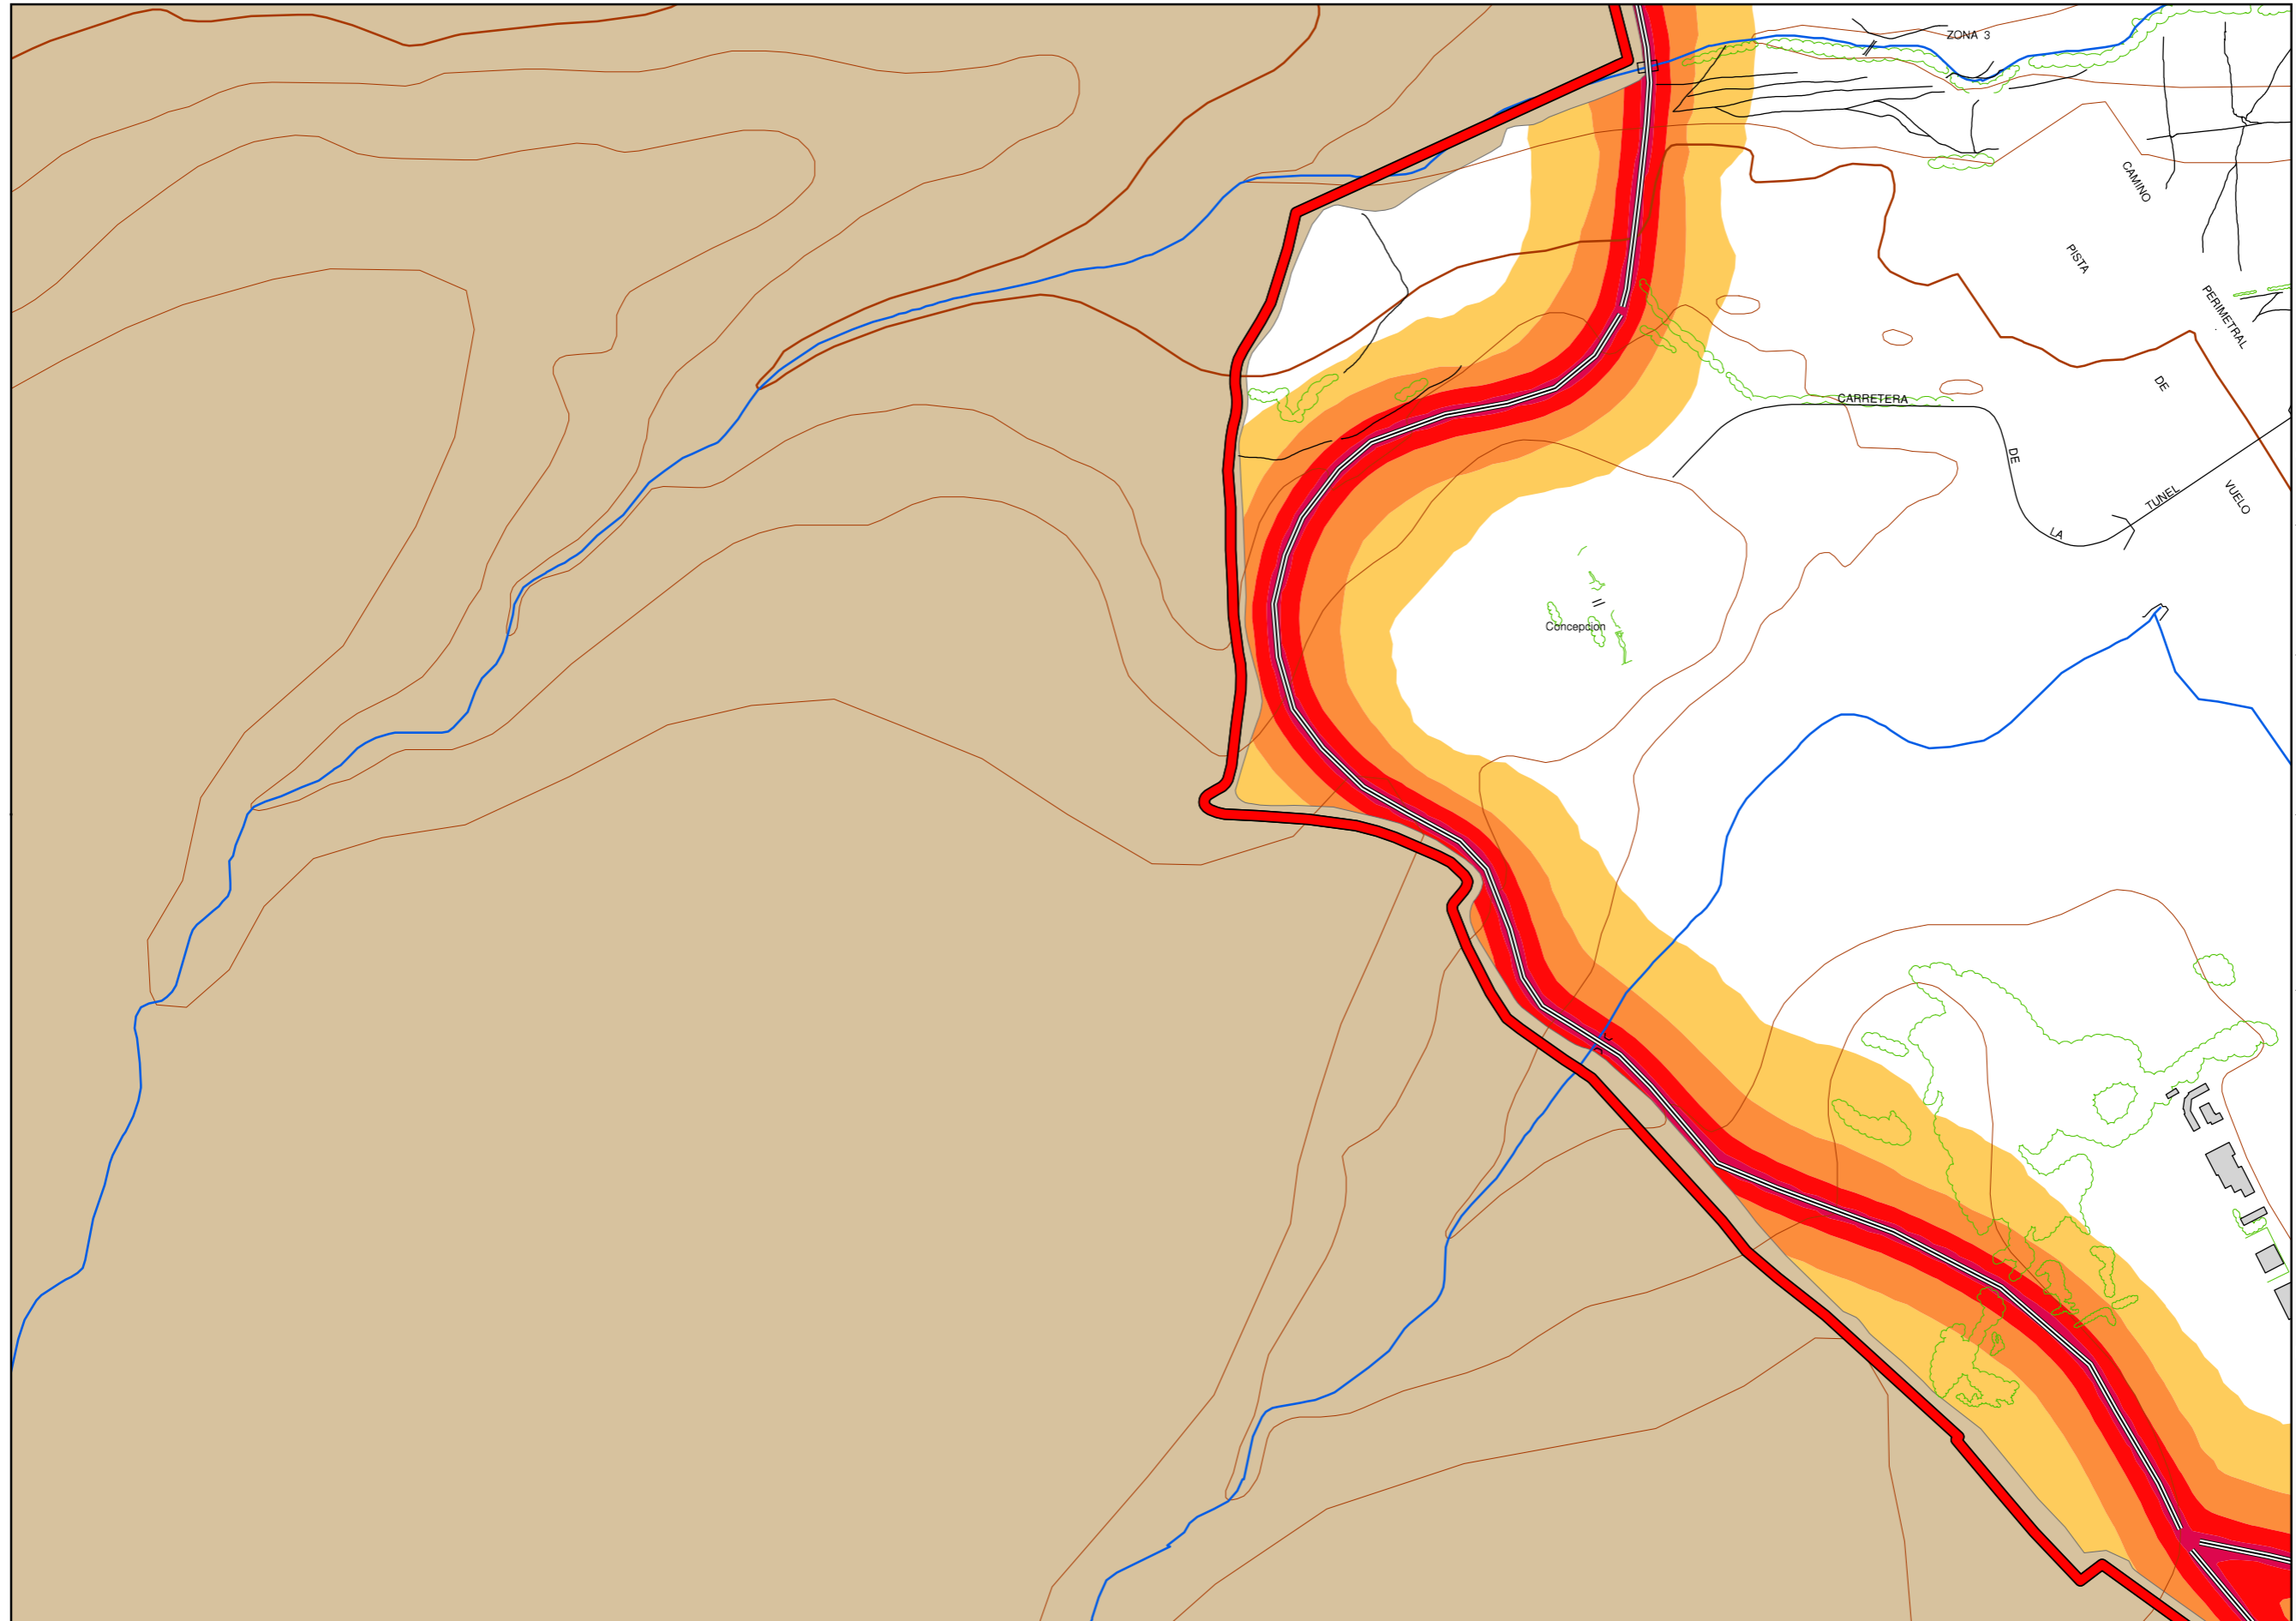 ZONA 3
CAMINO
PISTA
PERIMETRAL
DE
CARRETERA
DE
TUNEL
VUELO
LA
Concepcion